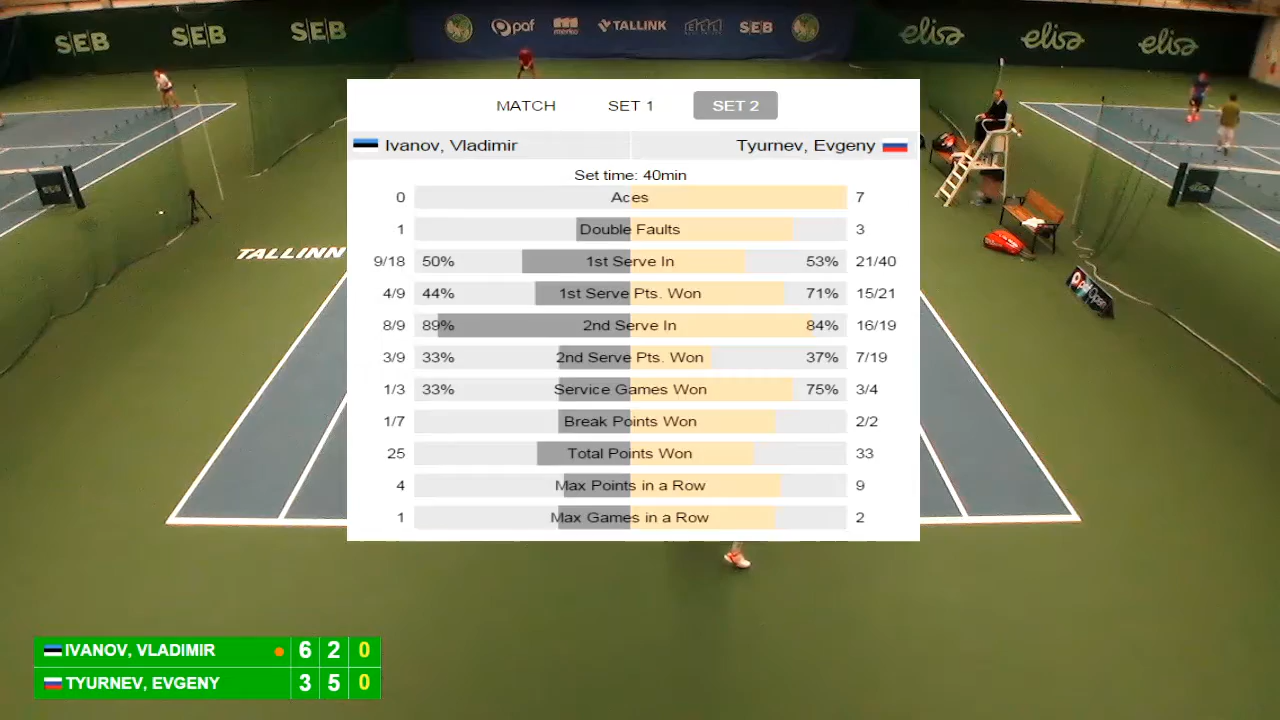 SEB SEB SEB paf merko TALLINK SEB elisa elisa elisa
MATCH SET 1 SET 2
Ivanov, Vladimir Tyurnev, Evgeny
Set time: 40min
0 Aces 7
1 Double Faults 3
9/18 50% 1st Serve In 53% 21/40
4/9 44% 1st Serve Pts. Won 71% 15/21
8/9 89% 2nd Serve In 84% 16/19
3/9 33% 2nd Serve Pts. Won 37% 7/19
1/3 33% Service Games Won 75% 3/4
1/7 Break Points Won 2/2
25 Total Points Won 33
4 Max Points in a Row 9
1 Max Games in a Row 2
TALLINN
Open
IVANOV, VLADIMIR 6 2 0
TYURNEV, EVGENY 3 5 0